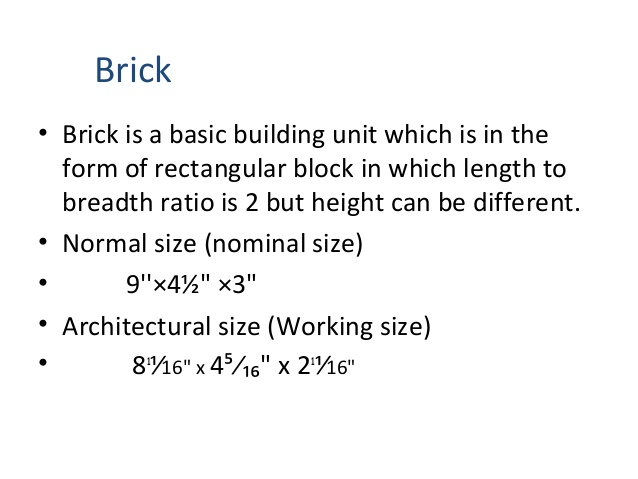 Brick
• Brick is a basic building unit which is in the
form of rectangular block in which length to
breadth ratio is 2 but height can be different.
• Normal size (nominal size)
• 9''×4½" ×3"
• Architectural size (Working size)
• 8¹¹⁄16" x 4⁵⁄₁₆" x 2¹¹⁄16"